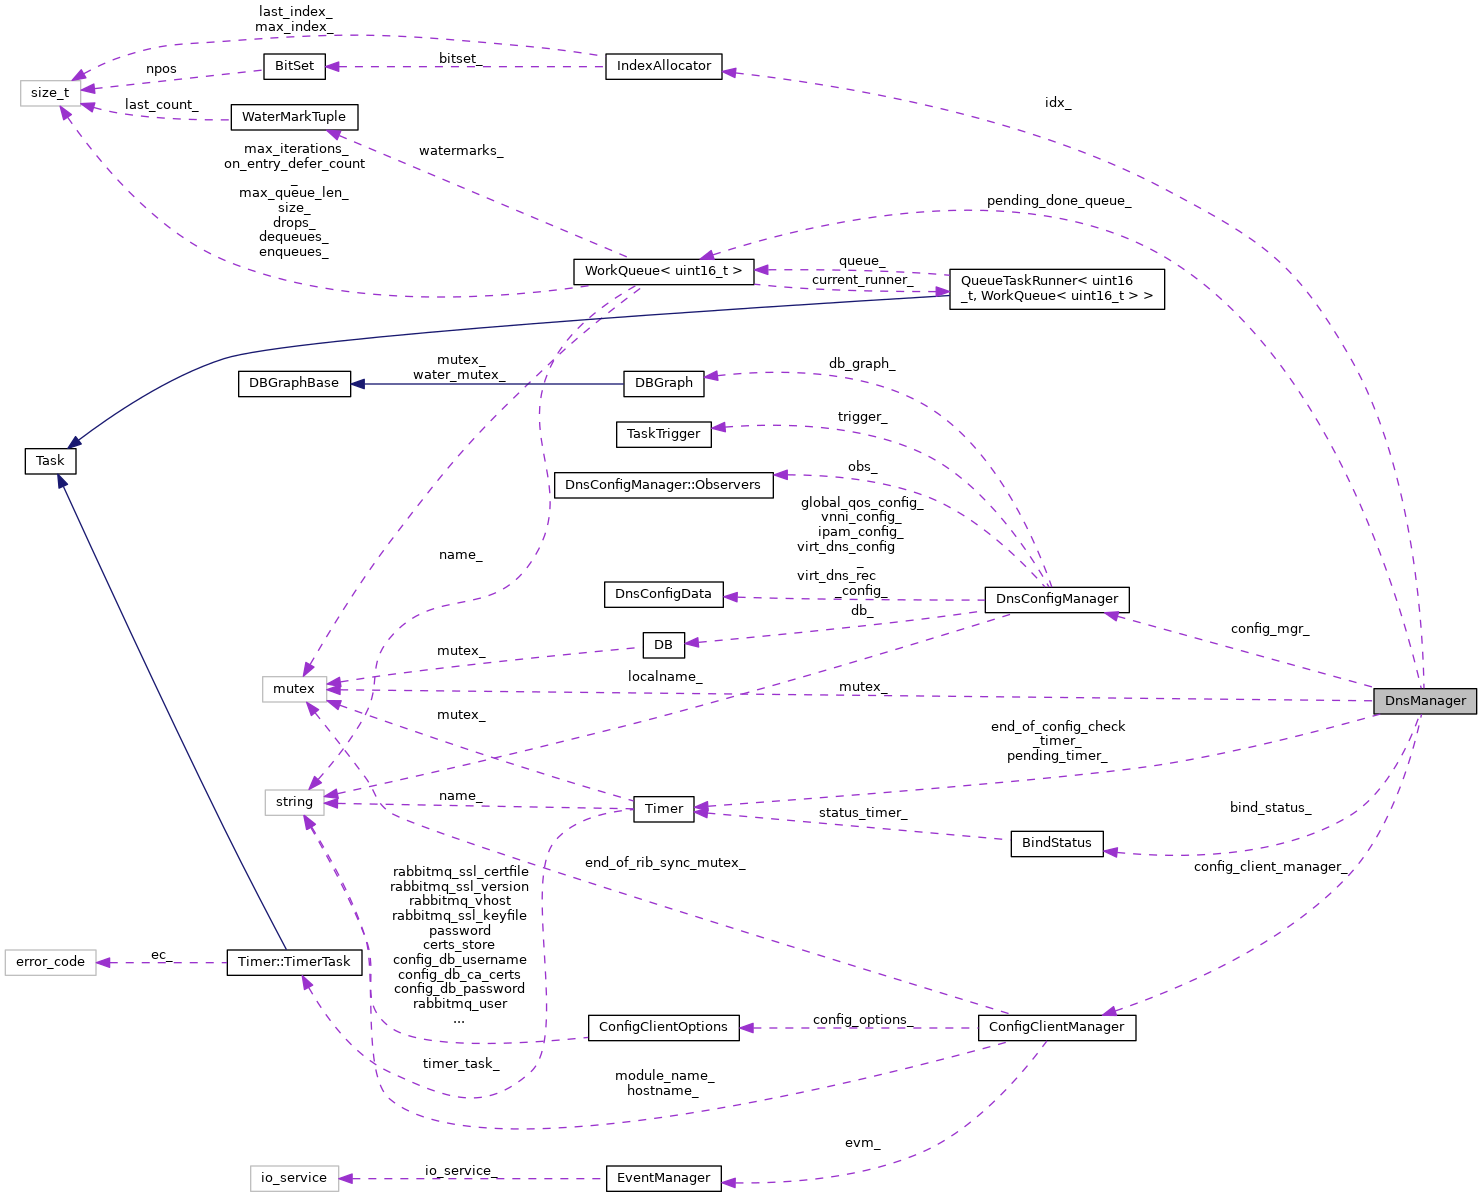 last_index_
max_index_
BitSet
bitset_
IndexAllocator
npos
size_t
idx_
last_count_
WaterMarkTuple
max_iterations_
on_entry_defer_count
_
max_queue_len_
size_
drops_
dequeues_
enqueues_
watermarks_
pending_done_queue_
WorkQueue< uint16_t >
queue_
current_runner_
QueueTaskRunner< uint16
_t, WorkQueue< uint16_t > >
mutex_
water_mutex_
DBGraphBase
DBGraph
db_graph_
trigger_
TaskTrigger
Task
obs_
DnsConfigManager::Observers
global_qos_config_
vnni_config_
ipam_config_
virt_dns_config
_
virt_dns_rec
_config_
name_
DnsConfigData
DnsConfigManager
db_
config_mgr_
DB
mutex_
localname_
mutex
mutex_
DnsManager
mutex_
end_of_config_check
_timer_
pending_timer_
string
name_
Timer
status_timer_
bind_status_
BindStatus
end_of_rib_sync_mutex_
config_client_manager_
rabbitmq_ssl_certfile
rabbitmq_ssl_version
rabbitmq_vhost
rabbitmq_ssl_keyfile
password
certs_store
config_db_username
config_db_ca_certs
config_db_password
rabbitmq_user
...
error_code
ec_
Timer::TimerTask
ConfigClientOptions
config_options_
ConfigClientManager
timer_task_
module_name_
hostname_
evm_
io_service
io_service_
EventManager